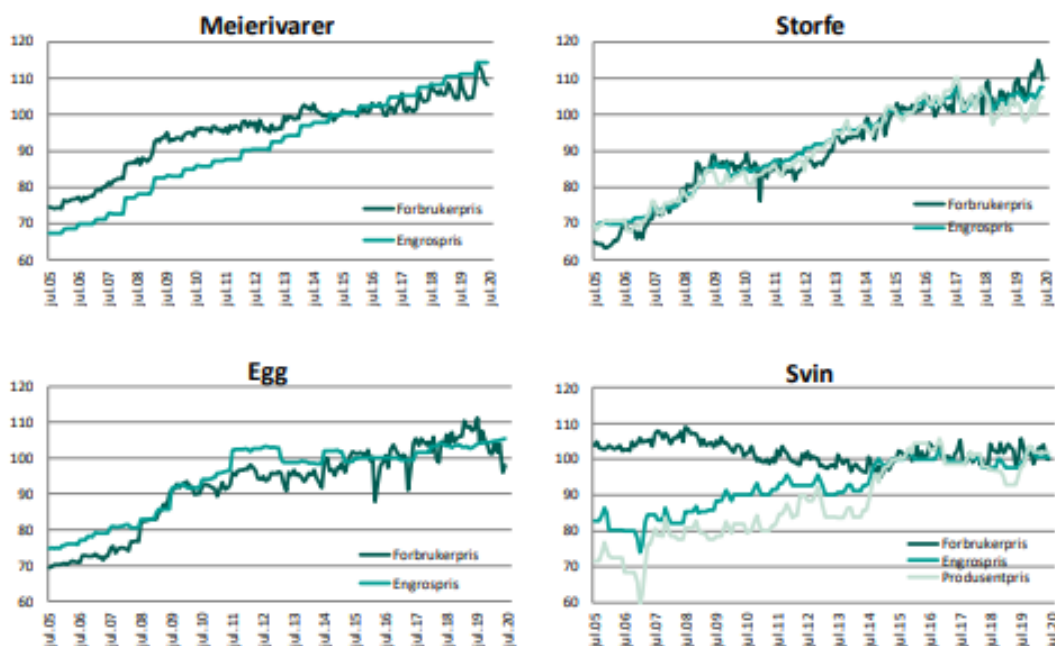 Meierivarer
120
110
100
90
80
70
60
Forbrukerpris
Engrospris
jul.05
jul.06
jul.07
jul.08
jul.09
jul.10
jul.11
jul.12
jul.13
jul.14
jul.15
jul.16
jul.17
jul.18
jul.19
jul.20
Storfe
120
110
100
90
80
70
60
Forbrukerpris
Engrospris
jul.05
jul.06
jul.07
jul.08
jul.09
jul.10
jul.11
jul.12
jul.13
jul.14
jul.15
jul.16
jul.17
jul.18
jul.19
jul.20
Egg
120
110
100
90
80
70
60
Forbrukerpris
Engrospris
jul.05
jul.06
jul.07
jul.08
jul.09
jul.10
jul.11
jul.12
jul.13
jul.14
jul.15
jul.16
jul.17
jul.18
jul.19
jul.20
Svin
120
110
100
90
80
70
60
Forbrukerpris
Engrospris
Produsentpris
jul.05
jul.06
jul.07
jul.08
jul.09
jul.10
jul.11
jul.12
jul.13
jul.14
jul.15
jul.16
jul.17
jul.18
jul.19
jul.20